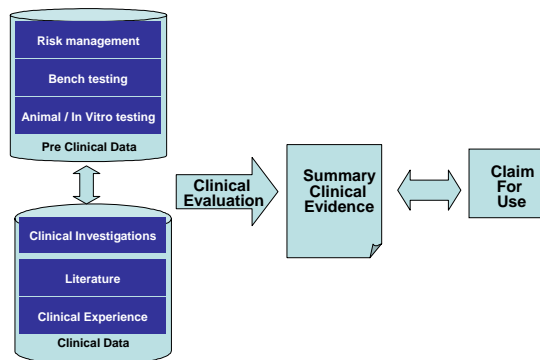 Risk management
Bench testing
Animal / In Vitro testing
Pre Clinical Data
Clinical Investigations
Literature
Clinical Experience
Clinical Data
Clinical
Evaluation
Summary
Clinical
Evidence
Claim
For
Use